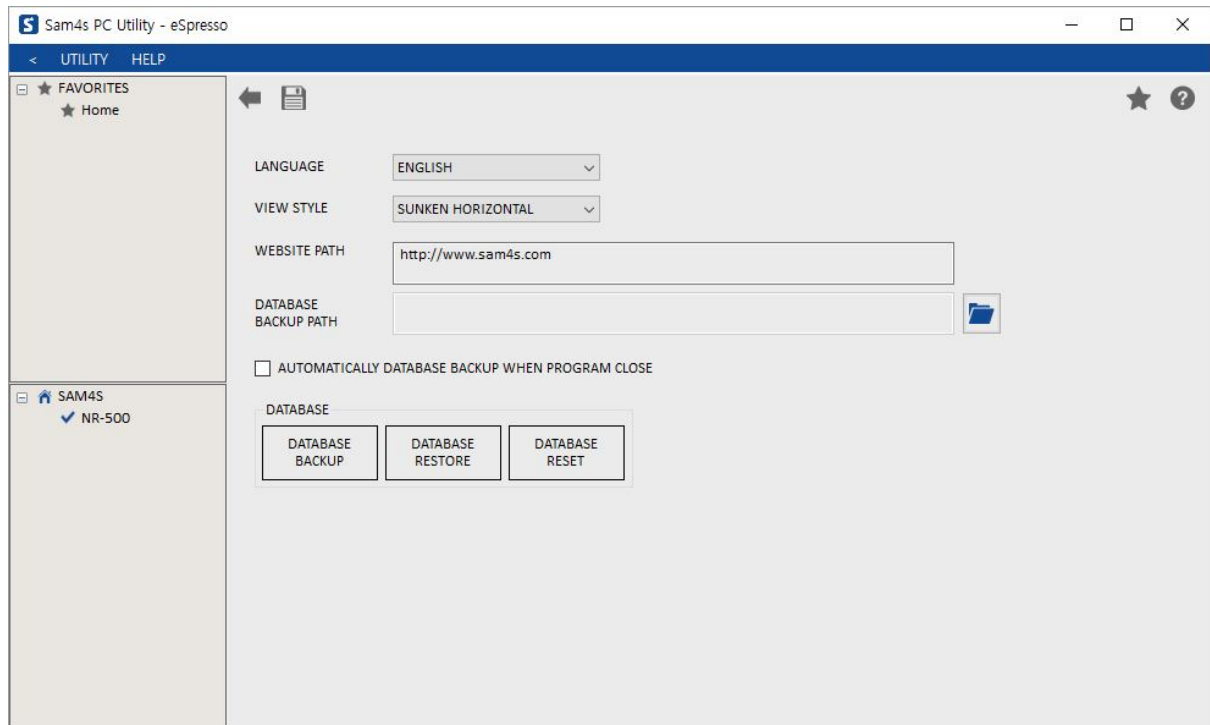 Sam4s PC Utility - eSpresso
< UTILITY HELP
FAVORITES
Home
LANGUAGE ENGLISH
VIEW STYLE SUNKEN HORIZONTAL
WEBSITE PATH http://www.sam4s.com
DATABASE
BACKUP PATH
AUTOMATICALLY DATABASE BACKUP WHEN PROGRAM CLOSE
SAM4S
NR-500
DATABASE
DATABASE
BACKUP
DATABASE
RESTORE
DATABASE
RESET